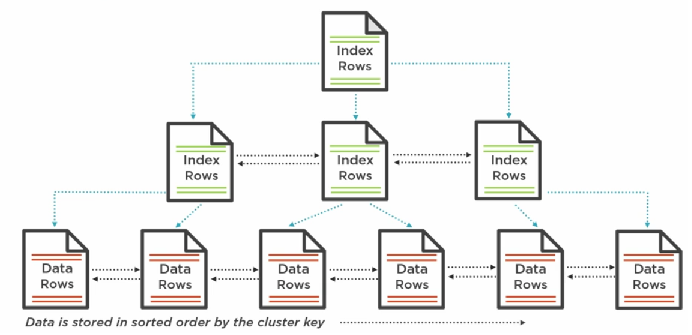 Index
Rows
Index
Rows
Index
Rows
Index
Rows
Data
Rows
Data
Rows
Data
Rows
Data
Rows
Data
Rows
Data
Rows
Data is stored in sorted order by the cluster key